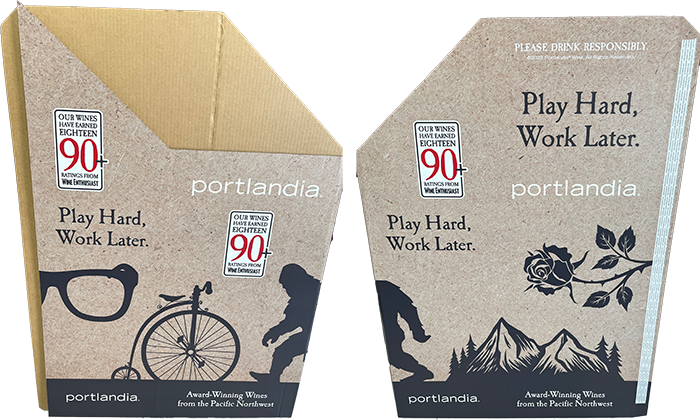 OUR WINES
HAVE EARNED
EIGHTEEN
90+
RATINGS FROM
WINE ENTHUSIAST
portlandia.
Play Hard,
Work Later.
OUR WINES
HAVE EARNED
EIGHTEEN
90+
RATINGS FROM
WINE ENTHUSIAST
portlandia.
Award-Winning Wines
from the Pacific Northwest
PLEASE DRINK RESPONSIBLY.
Play Hard,
Work Later.
OUR WINES
HAVE EARNED
EIGHTEEN
90+
RATINGS FROM
WINE ENTHUSIAST
portlandia.
Play Hard,
Work Later.
portlandia.
Award-Winning Wines
from the Pacific Northwest